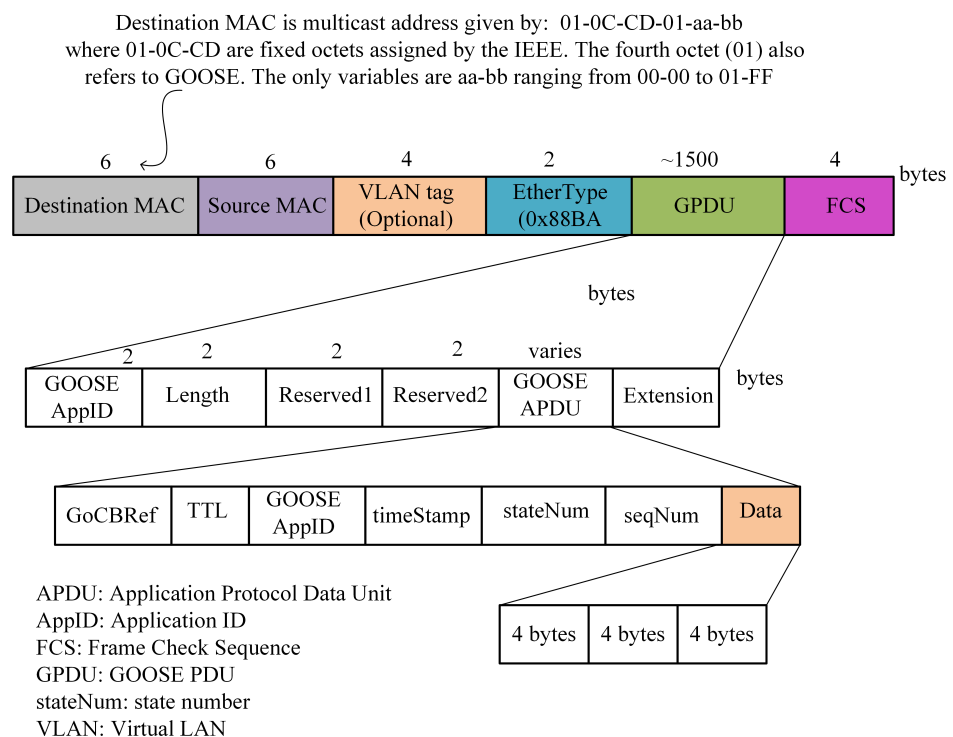 Destination MAC is multicast address given by: 01-0C-CD-01-aa-bb
where 01-0C-CD are fixed octets assigned by the IEEE. The fourth octet (01) also
refers to GOOSE. The only variables are aa-bb ranging from 00-00 to 01-FF
6 6 4 2 ~1500 4 bytes
Destination MAC
Source MAC
VLAN tag
(Optional)
EtherType
(0x88BA
GPDU
FCS
bytes
2 2 2 2 varies
bytes
GOOSE
AppID
Length
Reserved1
Reserved2
GOOSE
APDU
Extension
GoCBRef
TTL
GOOSE
AppID
timeStamp
stateNum
seqNum
Data
4 bytes
4 bytes
4 bytes
APDU: Application Protocol Data Unit
AppID: Application ID
FCS: Frame Check Sequence
GPDU: GOOSE PDU
stateNum: state number
VLAN: Virtual LAN